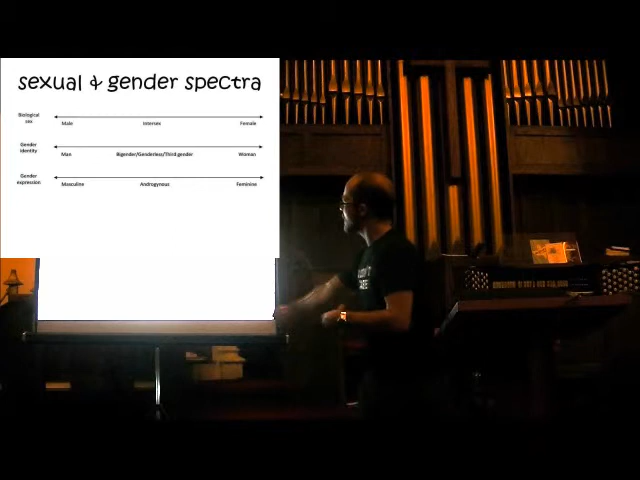 sexual & gender spectra
Biological
sex
Male Intersex Female
Gender
identity
Man Bigender/Genderless/Third gender Woman
Gender
expression
Masculine Androgynous Feminine